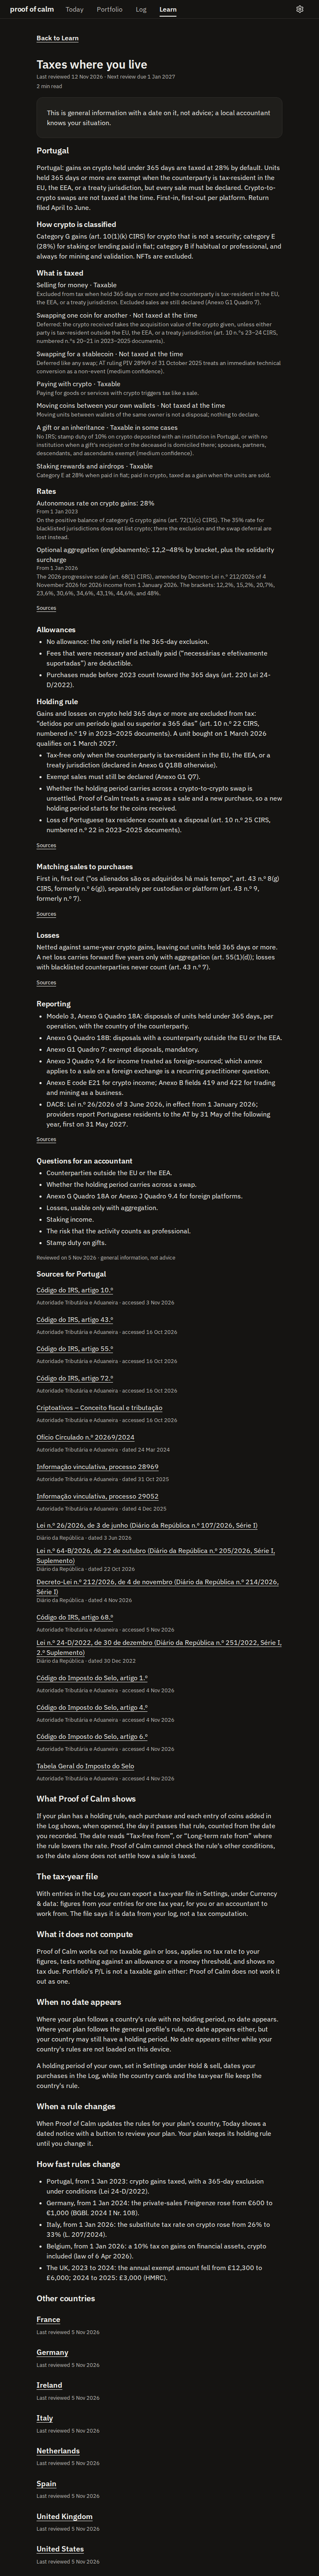 proof of calm Today Portfolio Log Learn
Back to Learn
Taxes where you live
Last reviewed 12 Nov 2026 · Next review due 1 Jan 2027
2 min read
This is general information with a date on it, not advice; a local accountant
knows your situation.
Portugal
Portugal: gains on crypto held under 365 days are taxed at 28% by default. Units
held 365 days or more are exempt when the counterparty is tax-resident in the
EU, the EEA, or a treaty jurisdiction, but every sale must be declared. Crypto-to-
crypto swaps are not taxed at the time. First-in, first-out per platform. Return
filed April to June.
How crypto is classified
Category G gains (art. 10(1)(k) CIRS) for crypto that is not a security; category E
(28%) for staking or lending paid in fiat; category B if habitual or professional, and
always for mining and validation. NFTs are excluded.
What is taxed
Selling for money · Taxable
Excluded from tax when held 365 days or more and the counterparty is tax-resident in the EU,
the EEA, or a treaty jurisdiction. Excluded sales are still declared (Anexo G1 Quadro 7).
Swapping one coin for another · Not taxed at the time
Deferred: the crypto received takes the acquisition value of the crypto given, unless either
party is tax-resident outside the EU, the EEA, or a treaty jurisdiction (art. 10 n.ºs 23–24 CIRS,
numbered n.ºs 20–21 in 2023–2025 documents).
Swapping for a stablecoin · Not taxed at the time
Deferred like any swap; AT ruling PIV 28969 of 31 October 2025 treats an immediate technical
conversion as a non-event (medium confidence).
Paying with crypto · Taxable
Paying for goods or services with crypto triggers tax like a sale.
Moving coins between your own wallets · Not taxed at the time
Moving units between wallets of the same owner is not a disposal; nothing to declare.
A gift or an inheritance · Taxable in some cases
No IRS; stamp duty of 10% on crypto deposited with an institution in Portugal, or with no
institution when a gift's recipient or the deceased is domiciled there; spouses, partners,
descendants, and ascendants exempt (medium confidence).
Staking rewards and airdrops · Taxable
Category E at 28% when paid in fiat; paid in crypto, taxed as a gain when the units are sold.
Rates
Autonomous rate on crypto gains: 28%
From 1 Jan 2023
On the positive balance of category G crypto gains (art. 72(1)(c) CIRS). The 35% rate for
blacklisted jurisdictions does not list crypto; there the exclusion and the swap deferral are
lost instead.
Optional aggregation (englobamento): 12,2–48% by bracket, plus the solidarity
surcharge
From 1 Jan 2026
The 2026 progressive scale (art. 68(1) CIRS), amended by Decreto-Lei n.º 212/2026 of 4
November 2026 for 2026 income from 1 January 2026. The brackets: 12,2%, 15,2%, 20,7%,
23,6%, 30,6%, 34,6%, 43,1%, 44,6%, and 48%.
Sources
Allowances
• No allowance: the only relief is the 365-day exclusion.
• Fees that were necessary and actually paid (“necessárias e efetivamente
suportadas”) are deductible.
• Purchases made before 2023 count toward the 365 days (art. 220 Lei 24-
D/2022).
Holding rule
Gains and losses on crypto held 365 days or more are excluded from tax:
“detidos por um período igual ou superior a 365 dias” (art. 10 n.º 22 CIRS,
numbered n.º 19 in 2023–2025 documents). A unit bought on 1 March 2026
qualifies on 1 March 2027.
• Tax-free only when the counterparty is tax-resident in the EU, the EEA, or a
treaty jurisdiction (declared in Anexo G Q18B otherwise).
• Exempt sales must still be declared (Anexo G1 Q7).
• Whether the holding period carries across a crypto-to-crypto swap is
unsettled. Proof of Calm treats a swap as a sale and a new purchase, so a new
holding period starts for the coins received.
• Loss of Portuguese tax residence counts as a disposal (art. 10 n.º 25 CIRS,
numbered n.º 22 in 2023–2025 documents).
Sources
Matching sales to purchases
First in, first out (“os alienados são os adquiridos há mais tempo”, art. 43 n.º 8(g)
CIRS, formerly n.º 6(g)), separately per custodian or platform (art. 43 n.º 9,
formerly n.º 7).
Sources
Losses
Netted against same-year crypto gains, leaving out units held 365 days or more.
A net loss carries forward five years only with aggregation (art. 55(1)(d)); losses
with blacklisted counterparties never count (art. 43 n.º 7).
Sources
Reporting
• Modelo 3, Anexo G Quadro 18A: disposals of units held under 365 days, per
operation, with the country of the counterparty.
• Anexo G Quadro 18B: disposals with a counterparty outside the EU or the EEA.
• Anexo G1 Quadro 7: exempt disposals, mandatory.
• Anexo J Quadro 9.4 for income treated as foreign-sourced; which annex
applies to a sale on a foreign exchange is a recurring practitioner question.
• Anexo E code E21 for crypto income; Anexo B fields 419 and 422 for trading
and mining as a business.
• DAC8: Lei n.º 26/2026 of 3 June 2026, in effect from 1 January 2026;
providers report Portuguese residents to the AT by 31 May of the following
year, first on 31 May 2027.
Sources
Questions for an accountant
• Counterparties outside the EU or the EEA.
• Whether the holding period carries across a swap.
• Anexo G Quadro 18A or Anexo J Quadro 9.4 for foreign platforms.
• Losses, usable only with aggregation.
• Staking income.
• The risk that the activity counts as professional.
• Stamp duty on gifts.
Reviewed on 5 Nov 2026 · general information, not advice
Sources for Portugal
Código do IRS, artigo 10.º
Autoridade Tributária e Aduaneira · accessed 3 Nov 2026
Código do IRS, artigo 43.º
Autoridade Tributária e Aduaneira · accessed 16 Oct 2026
Código do IRS, artigo 55.º
Autoridade Tributária e Aduaneira · accessed 16 Oct 2026
Código do IRS, artigo 72.º
Autoridade Tributária e Aduaneira · accessed 16 Oct 2026
Criptoativos – Conceito fiscal e tributação
Autoridade Tributária e Aduaneira · accessed 16 Oct 2026
Ofício Circulado n.º 20269/2024
Autoridade Tributária e Aduaneira · dated 24 Mar 2024
Informação vinculativa, processo 28969
Autoridade Tributária e Aduaneira · dated 31 Oct 2025
Informação vinculativa, processo 29052
Autoridade Tributária e Aduaneira · dated 4 Dec 2025
Lei n.º 26/2026, de 3 de junho (Diário da República n.º 107/2026, Série I)
Diário da República · dated 3 Jun 2026
Lei n.º 64-B/2026, de 22 de outubro (Diário da República n.º 205/2026, Série I,
Suplemento)
Diário da República · dated 22 Oct 2026
Decreto-Lei n.º 212/2026, de 4 de novembro (Diário da República n.º 214/2026,
Série I)
Diário da República · dated 4 Nov 2026
Código do IRS, artigo 68.º
Autoridade Tributária e Aduaneira · accessed 5 Nov 2026
Lei n.º 24-D/2022, de 30 de dezembro (Diário da República n.º 251/2022, Série I,
2.º Suplemento)
Diário da República · dated 30 Dec 2022
Código do Imposto do Selo, artigo 1.º
Autoridade Tributária e Aduaneira · accessed 4 Nov 2026
Código do Imposto do Selo, artigo 4.º
Autoridade Tributária e Aduaneira · accessed 4 Nov 2026
Código do Imposto do Selo, artigo 6.º
Autoridade Tributária e Aduaneira · accessed 4 Nov 2026
Tabela Geral do Imposto do Selo
Autoridade Tributária e Aduaneira · accessed 4 Nov 2026
What Proof of Calm shows
If your plan has a holding rule, each purchase and each entry of coins added in
the Log shows, when opened, the day it passes that rule, counted from the date
you recorded. The date reads “Tax-free from”, or “Long-term rate from” where
the rule lowers the rate. Proof of Calm cannot check the rule's other conditions,
so the date alone does not settle how a sale is taxed.
The tax-year file
With entries in the Log, you can export a tax-year file in Settings, under Currency
& data: figures from your entries for one tax year, for you or an accountant to
work from. The file says it is data from your log, not a tax computation.
What it does not compute
Proof of Calm works out no taxable gain or loss, applies no tax rate to your
figures, tests nothing against an allowance or a money threshold, and shows no
tax due. Portfolio's P/L is not a taxable gain either: Proof of Calm does not work it
out as one.
When no date appears
Where your plan follows a country's rule with no holding period, no date appears.
Where your plan follows the general profile's rule, no date appears either, but
your country may still have a holding period. No date appears either while your
country's rules are not loaded on this device.
A holding period of your own, set in Settings under Hold & sell, dates your
purchases in the Log, while the country cards and the tax-year file keep the
country's rule.
When a rule changes
When Proof of Calm updates the rules for your plan's country, Today shows a
dated notice with a button to review your plan. Your plan keeps its holding rule
until you change it.
How fast rules change
• Portugal, from 1 Jan 2023: crypto gains taxed, with a 365-day exclusion
under conditions (Lei 24-D/2022).
• Germany, from 1 Jan 2024: the private-sales Freigrenze rose from €600 to
€1,000 (BGBl. 2024 I Nr. 108).
• Italy, from 1 Jan 2026: the substitute tax rate on crypto rose from 26% to
33% (L. 207/2024).
• Belgium, from 1 Jan 2026: a 10% tax on gains on financial assets, crypto
included (law of 6 Apr 2026).
• The UK, 2023 to 2024: the annual exempt amount fell from £12,300 to
£6,000; 2024 to 2025: £3,000 (HMRC).
Other countries
France
Last reviewed 5 Nov 2026
Germany
Last reviewed 5 Nov 2026
Ireland
Last reviewed 5 Nov 2026
Italy
Last reviewed 5 Nov 2026
Netherlands
Last reviewed 5 Nov 2026
Spain
Last reviewed 5 Nov 2026
United Kingdom
Last reviewed 5 Nov 2026
United States
Last reviewed 5 Nov 2026